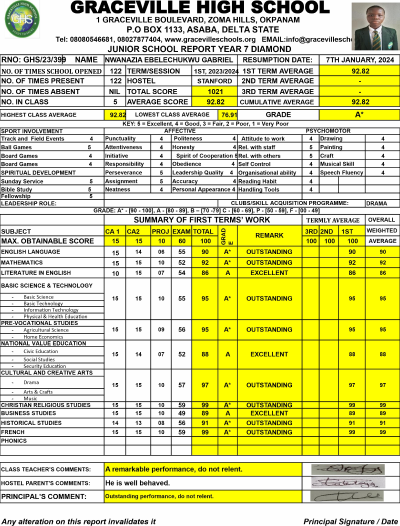 GRACEVILLE HIGH SCHOOL
1 GRACEVILLE BOULEVARD, ZOMA HILLS, OKPANAM
P.O BOX 1133, ASABA, DELTA STATE
Tel: 08080546681, 08027877404, www.gracevilleschools.org EMAIL:info@gracevillesch
JUNIOR SCHOOL REPORT YEAR 7 DIAMOND
RNO: GHS/23/399 NAME NWANAZIA EBELECHUKWU GABRIEL RESUMPTION DATE: 7TH JANUARY, 2024
NO. OF TIMES SCHOOL OPENED 122 TERM/SESSION 1ST, 2023/2024 1ST TERM AVERAGE 92.82
NO. OF TIMES PRESENT 122 HOSTEL STANFORD 2ND TERM AVERAGE -
NO. OF TIMES ABSENT NIL TOTAL SCORE 1021 3RD TERM AVERAGE -
NO. IN CLASS 5 AVERAGE SCORE 92.82 CUMULATIVE AVERAGE 92.82
HIGHEST CLASS AVERAGE 92.82 LOWEST CLASS AVERAGE 76.91 GRADE A*
KEY: 5 = Excellent, 4 = Good, 3 = Fair, 2 = Poor, 1 = Very Poor
SPORT INVOLVEMENT AFFECTIVE PSYCHOMOTOR
Track and Field Events 4 Punctuality 4 Politeness 4 Attitude to work 4 Drawing 4
Ball Games 5 Attentiveness 4 Honesty 4 Rel. with staff 5 Painting 4
Board Games 4 Initiative 4 Spirit of Cooperation 5 Rel. with others 5 Craft 4
Board Games 4 Responsibility 4 Obedience 4 Self Control 4 Musical Skill 4
SPIRITUAL DEVELOPMENT Perseverance 5 Leadership Quality 4 Organisational ability 4 Speech Fluency 4
Sunday Service 5 Assignment 5 Accuracy 4 Reading Habit 4
Bible Study 5 Neatness 4 Personal Appearance 4 Handling Tools 4
Fellowship 5
LEADERSHIP ROLE: CLUBS/SKILL ACQUISITION PROGRAMME: DRAMA
GRADE: A* - [90 - 100], A - [80 - 89], B = [70 -79] C - [60 - 69], P - [50 - 59], F - [00 - 49]
SUMMARY OF FIRST TERMS' WORK TERMLY AVERAGE OVERALL
SUBJECT CA 1 CA2 PROJ EXAM TOTAL GRADE REMARK 3RD 2ND 1ST WEIGHTED
MAX. OBTAINABLE SCORE 15 15 10 60 100 100 100 100 AVERAGE
ENGLISH LANGUAGE 15 14 06 55 90 A* OUTSTANDING 90 90
MATHEMATICS 15 15 10 52 92 A* OUTSTANDING 92 92
LITERATURE IN ENGLISH 10 15 07 54 86 A EXCELLENT 86 86
BASIC SCIENCE & TECHNOLOGY 15 15 10 55 95 A* OUTSTANDING 95 95
- Basic Science
- Basic Technology
- Information Technology
- Physical & Health Education
PRE-VOCATIONAL STUDIES 15 15 09 56 95 A* OUTSTANDING 95 95
- Agricultural Science
- Home Economics
NATIONAL VALUE EDUCATION 15 14 07 52 88 A EXCELLENT 88 88
- Civic Education
- Social Studies
- Security Education
CULTURAL AND CREATIVE ARTS 15 15 10 57 97 A* OUTSTANDING 97 97
- Drama
- Arts & Crafts
- Music
CHRISTIAN RELIGIOUS STUDIES 15 15 10 59 99 A* OUTSTANDING 99 99
BUSINESS STUDIES 15 15 10 49 89 A EXCELLENT 89 89
HISTORICAL STUDIES 14 13 08 56 91 A* OUTSTANDING 91 91
FRENCH 15 15 10 59 99 A* OUTSTANDING 99 99
PHONICS
CLASS TEACHER'S COMMENTS: A remarkable performance, do not relent.
HOSTEL PARENT'S COMMENTS: He is well behaved.
PRINCIPAL'S COMMENT: Outstanding performance, do not relent.
Any alteration on this report invalidates it Principal Signature / Date